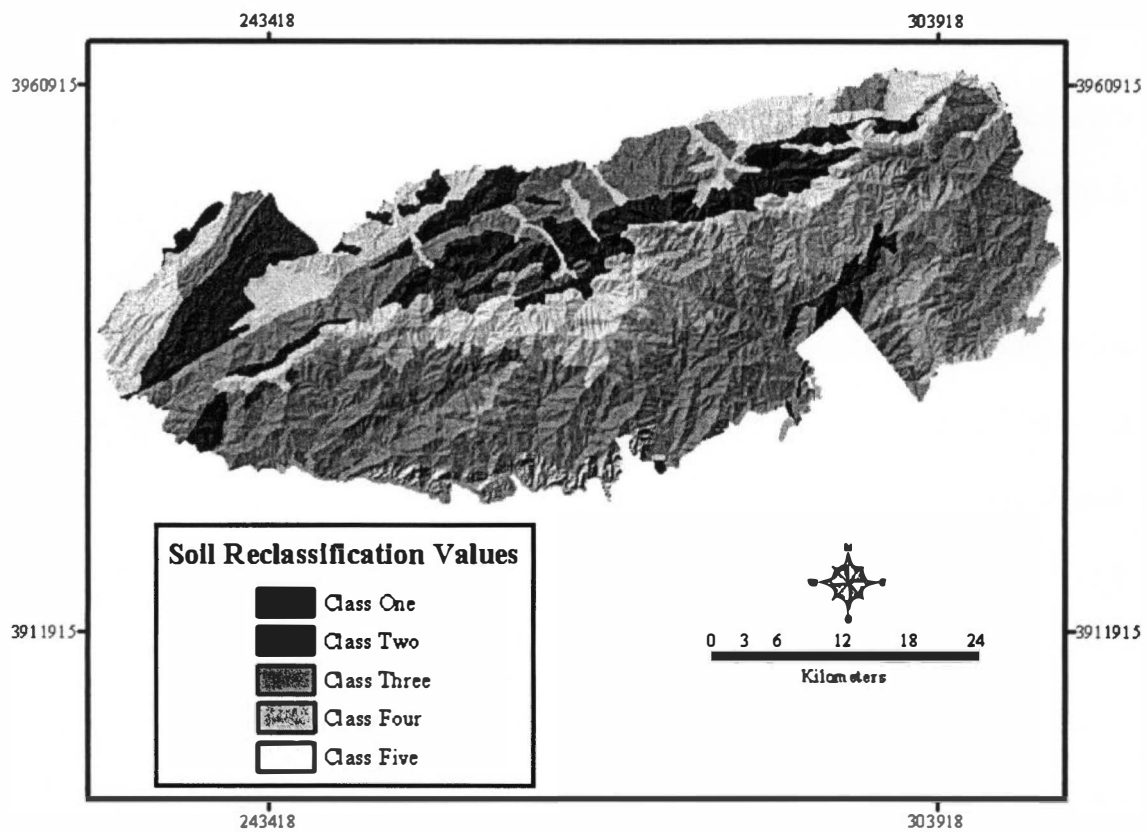 243418 303918
3960915 3960915
Soil Reclassification Values
Class One
Class Two
Class Three
Class Four
Class Five
N
3911915 3911915
0 3 6 12 18 24
Kilometers
243418 303918